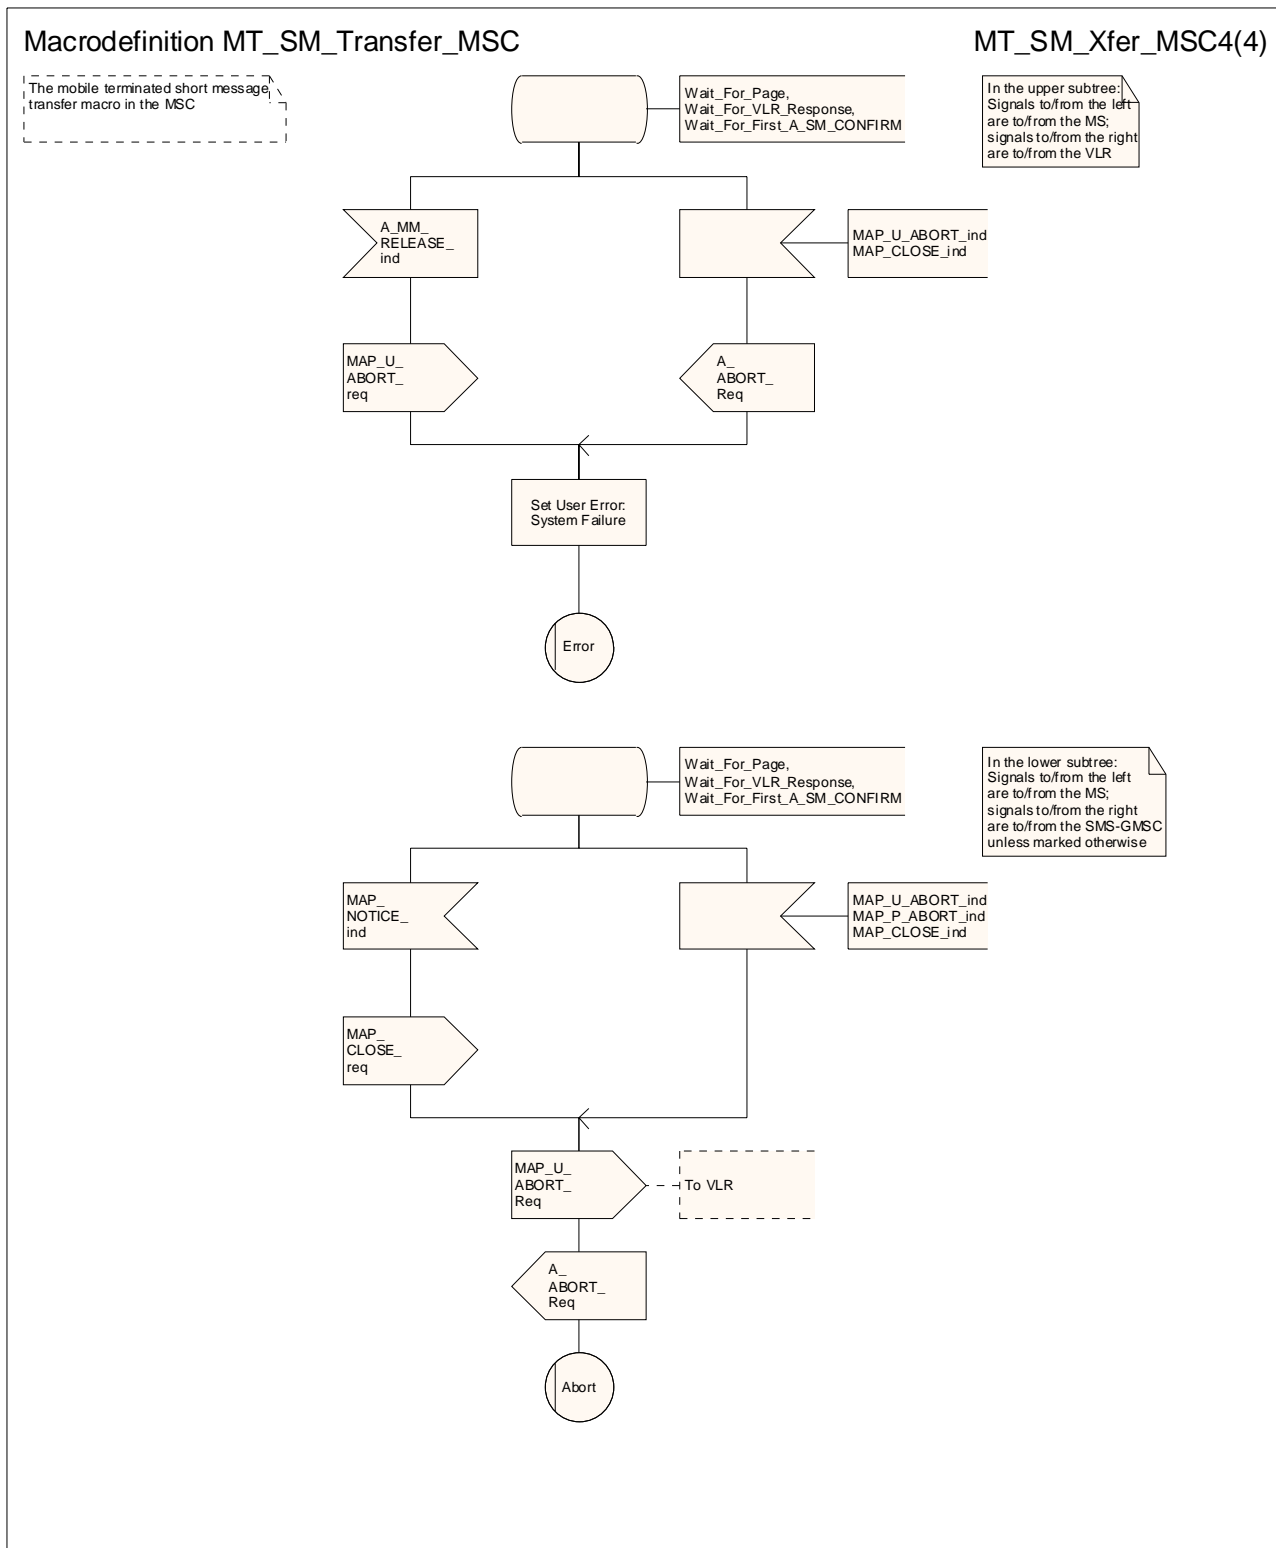 Macrodefinition MT_SM_Transfer_MSC
MT_SM_Xfer_MSC4(4)
The mobile terminated short message
transfer macro in the MSC
Wait_For_Page,
Wait_For_VLR_Response,
Wait_For_First_A_SM_CONFIRM
In the upper subtree:
Signals to/from the left
are to/from the MS;
signals to/from the right
are to/from the VLR
A_MM_
RELEASE_
ind
MAP_U_ABORT_ind
MAP_CLOSE_ind
MAP_U_
ABORT_
req
A_
ABORT_
Req
Set User Error:
System Failure
Error
Wait_For_Page,
Wait_For_VLR_Response,
Wait_For_First_A_SM_CONFIRM
In the lower subtree:
Signals to/from the left
are to/from the MS;
signals to/from the right
are to/from the SMS-GMSC
unless marked otherwise
MAP_
NOTICE_
ind
MAP_U_ABORT_ind
MAP_P_ABORT_ind
MAP_CLOSE_ind
MAP_
CLOSE_
req
MAP_U_
ABORT_
Req
To VLR
A_
ABORT_
Req
Abort